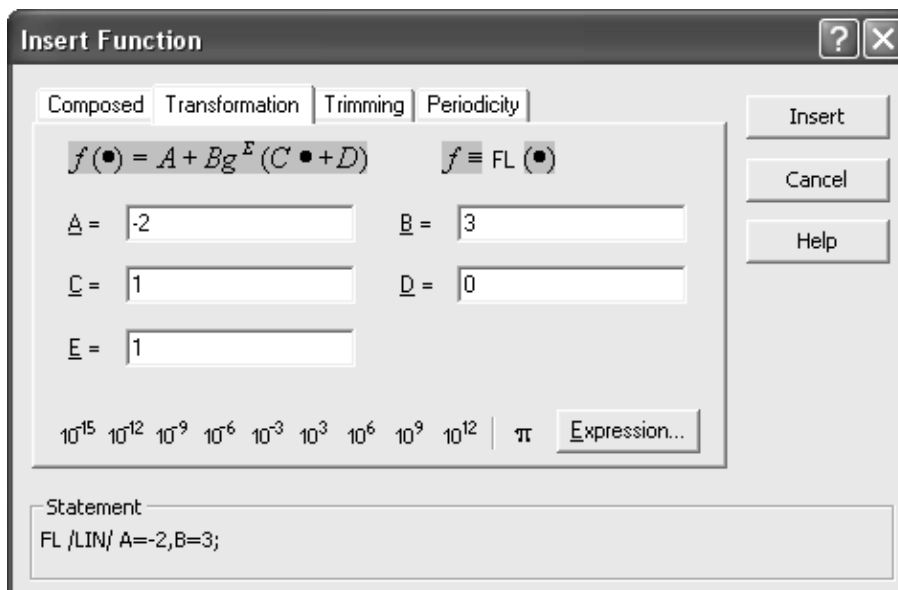 Insert Function
Composed Transformation Trimming Periodicity
f(●) = A + Bg^E (C ● + D) f ≡ FL (●)
A = -2 B = 3
C = 1 D = 0
E = 1
10^-15 10^-12 10^-9 10^-6 10^-3 10^3 10^6 10^9 10^12 π Expression...
Insert
Cancel
Help
Statement
FL /LIN/ A=-2,B=3;